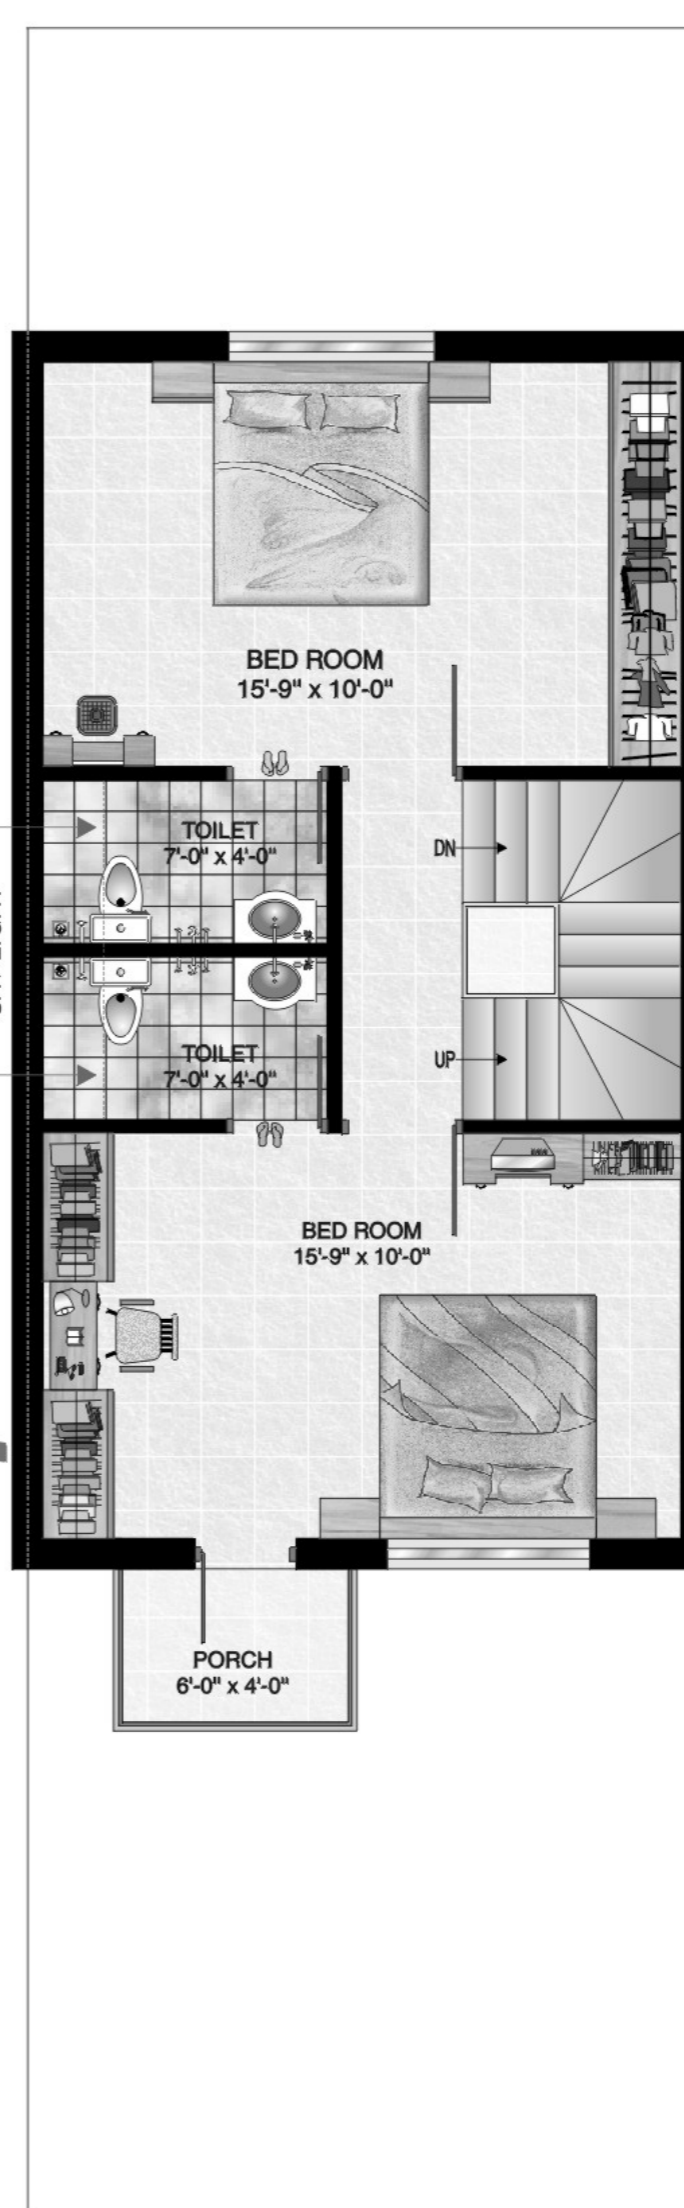 BED ROOM
15'-9" x 10'-0"
TOILET
7'-0" x 4'-0"
DN
TOILET
7'-0" x 4'-0"
UP
BED ROOM
15'-9" x 10'-0"
PORCH
6'-0" x 4'-0"